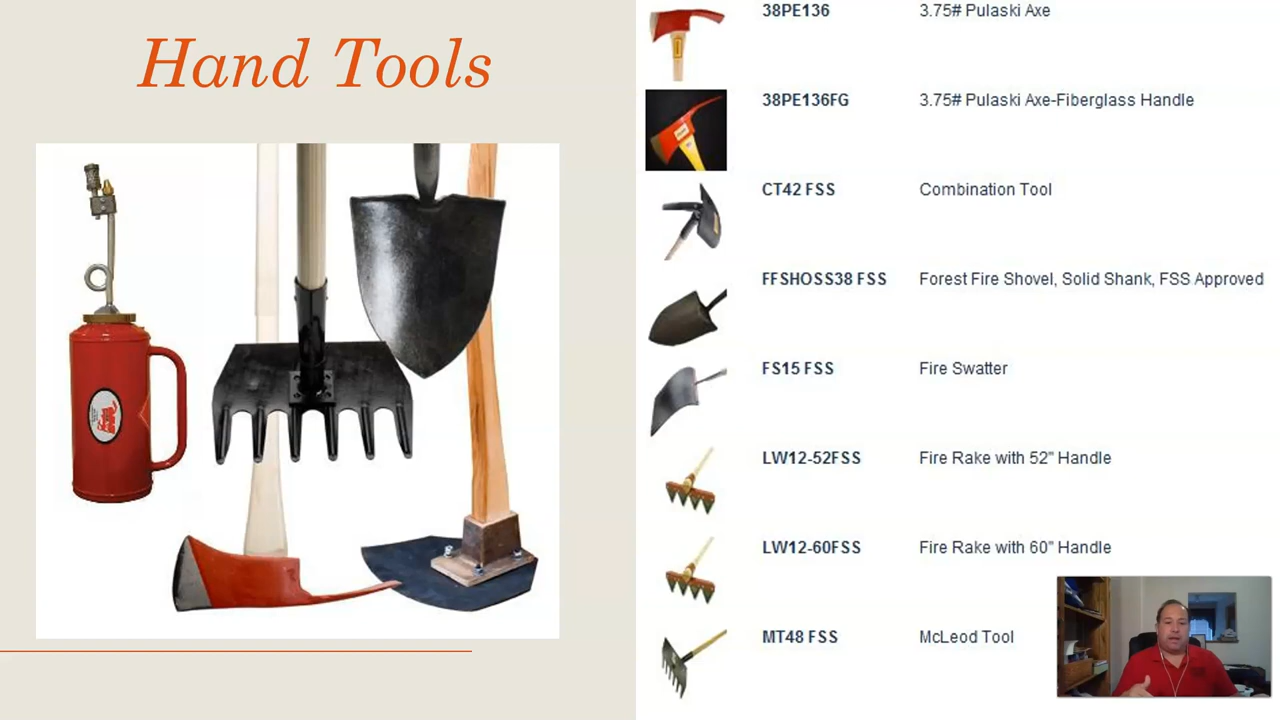 Hand Tools
38PE136 3.75# Pulaski Axe
38PE136FG 3.75# Pulaski Axe-Fiberglass Handle
CT42 FSS Combination Tool
FFSHOSS38 FSS Forest Fire Shovel, Solid Shank, FSS Approved
FS15 FSS Fire Swatter
LW12-52FSS Fire Rake with 52" Handle
LW12-60FSS Fire Rake with 60" Handle
MT48 FSS McLeod Tool